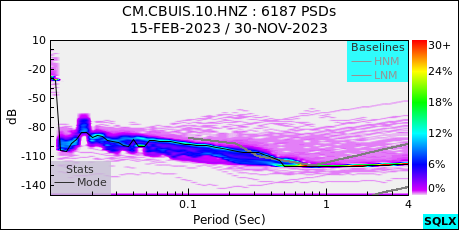 CM.CBUIS.10.HNZ : 6187 PSDs
15-FEB-2023 / 30-NOV-2023
10
-20
-50
-80
-110
-140
dB
Baselines
HNM
LNM
Stats
Mode
30+
24%
18%
12%
6%
0%
0.1
1
4
Period (Sec)
SQLX